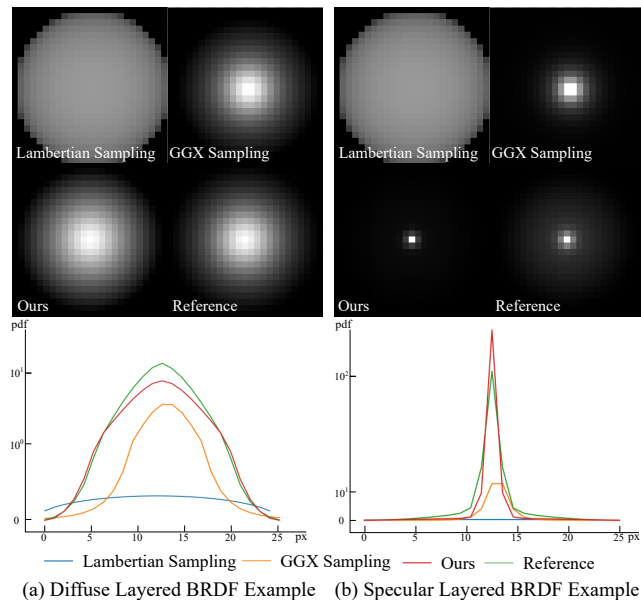 Lambertian Sampling GGX Sampling
Ours Reference
Lambertian Sampling GGX Sampling
Ours Reference
pdf
10¹
10⁰
0
0 5 10 15 20 25 px
pdf
10²
10¹
0
0 5 10 15 20 px 25
Lambertian Sampling GGX Sampling Ours Reference
(a) Diffuse Layered BRDF Example (b) Specular Layered BRDF Example